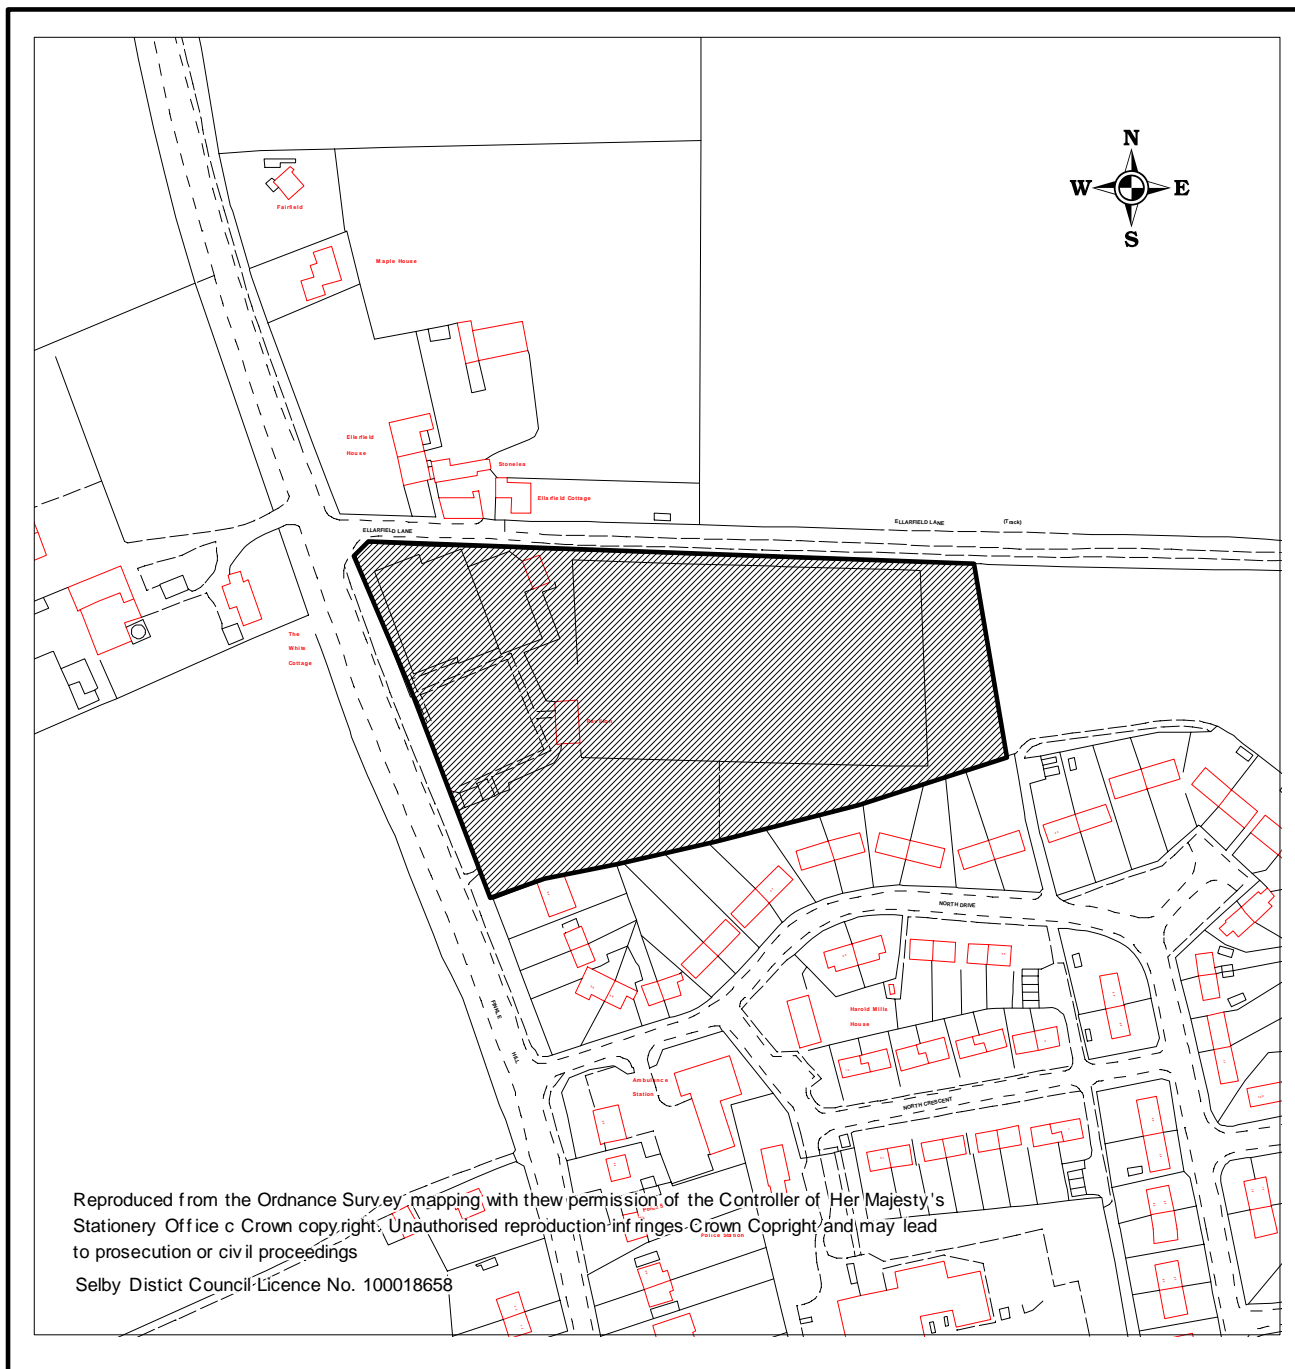 N
W E
S
Fairfield
Maple House
Ellerfield
House
Stonelea
Ellarfield Cottage
ELLARFIELD LANE (Track)
ELLARFIELD LANE
The
White
Cottage
Pavilion
NORTH DRIVE
FINKLE
HILL
Harold Mills
House
Ambulance
Station
NORTH CRESCENT
Police Station
Reproduced from the Ordnance Survey mapping with thew permission of the Controller of Her Majesty's
Stationery Office c Crown copyright. Unauthorised reproduction infringes Crown Copright and may lead
to prosecution or civil proceedings
Selby Distict Council Licence No. 100018658